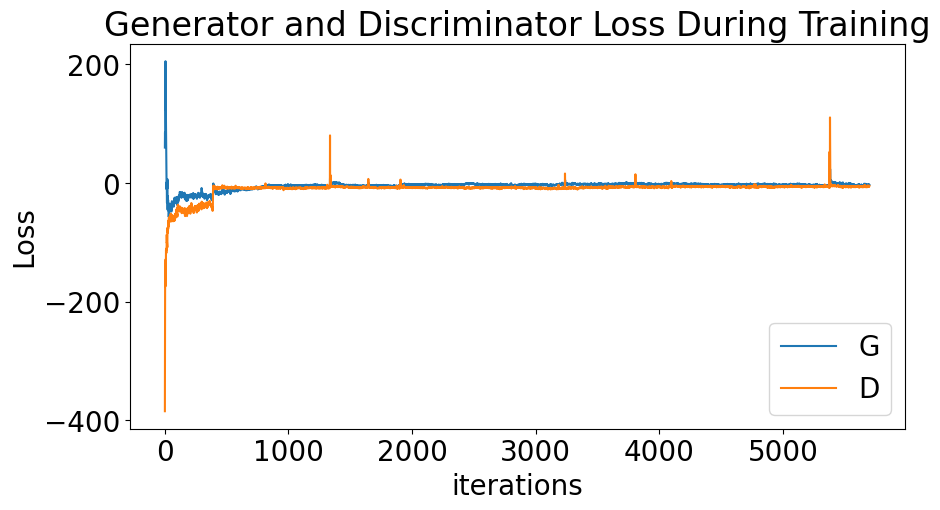 Generator and Discriminator Loss During Training
200
0
−200
−400
Loss
0 1000 2000 3000 4000 5000
iterations
G
D